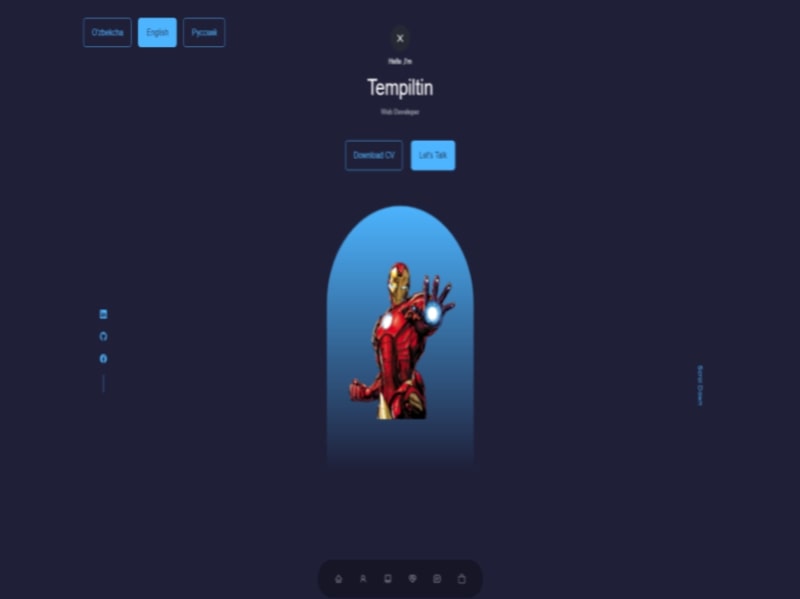 O'zbekcha
English
Русский
X
Hello ,I'm
Tempiltin
Web Developer
Download CV
Let's Talk
Scroll Down